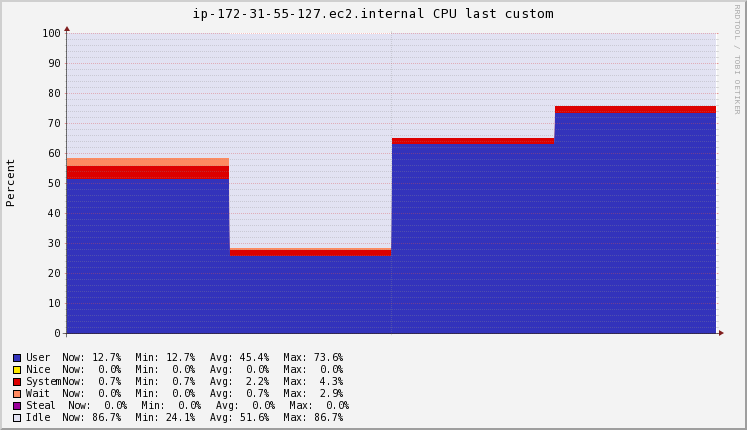 ip-172-31-55-127.ec2.internal CPU last custom
RRDTOOL / TOBI OETIKER
Percent
100
90
80
70
60
50
40
30
20
10
0
User Now: 12.7% Min: 12.7% Avg: 45.4% Max: 73.6%
Nice Now: 0.0% Min: 0.0% Avg: 0.0% Max: 0.0%
System Now: 0.7% Min: 0.7% Avg: 2.2% Max: 4.3%
Wait Now: 0.0% Min: 0.0% Avg: 0.7% Max: 2.9%
Steal Now: 0.0% Min: 0.0% Avg: 0.0% Max: 0.0%
Idle Now: 86.7% Min: 24.1% Avg: 51.6% Max: 86.7%